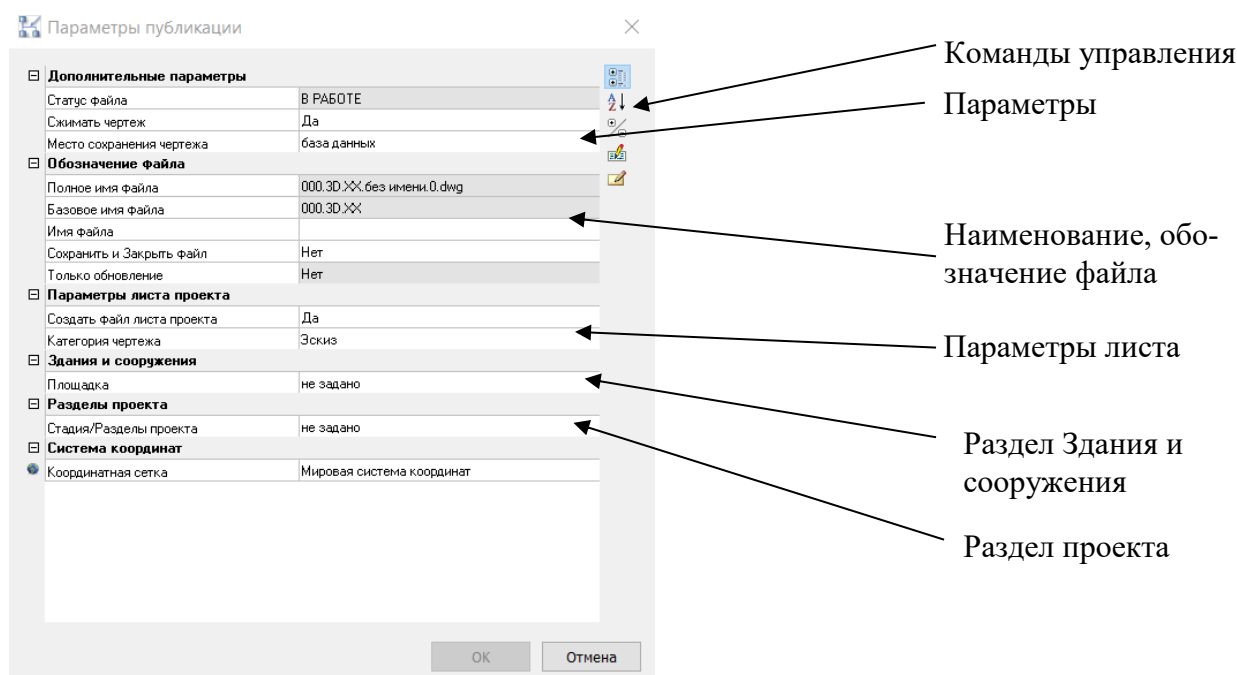 Параметры публикации
Дополнительные параметры
Статус файла В РАБОТЕ
Сжимать чертеж Да
Место сохранения чертежа база данных
Обозначение файла
Полное имя файла 000.3D.XX.без имени.0.dwg
Базовое имя файла 000.3D.XX
Имя файла
Сохранить и Закрыть файл Нет
Только обновление Нет
Параметры листа проекта
Создать файл листа проекта Да
Категория чертежа Эскиз
Здания и сооружения
Площадка не задано
Разделы проекта
Стадия/Разделы проекта не задано
Система координат
Координатная сетка Мировая система координат
OK Отмена
Команды управления
Параметры
Наименование, обо-
значение файла
Параметры листа
Раздел Здания и
сооружения
Раздел проекта